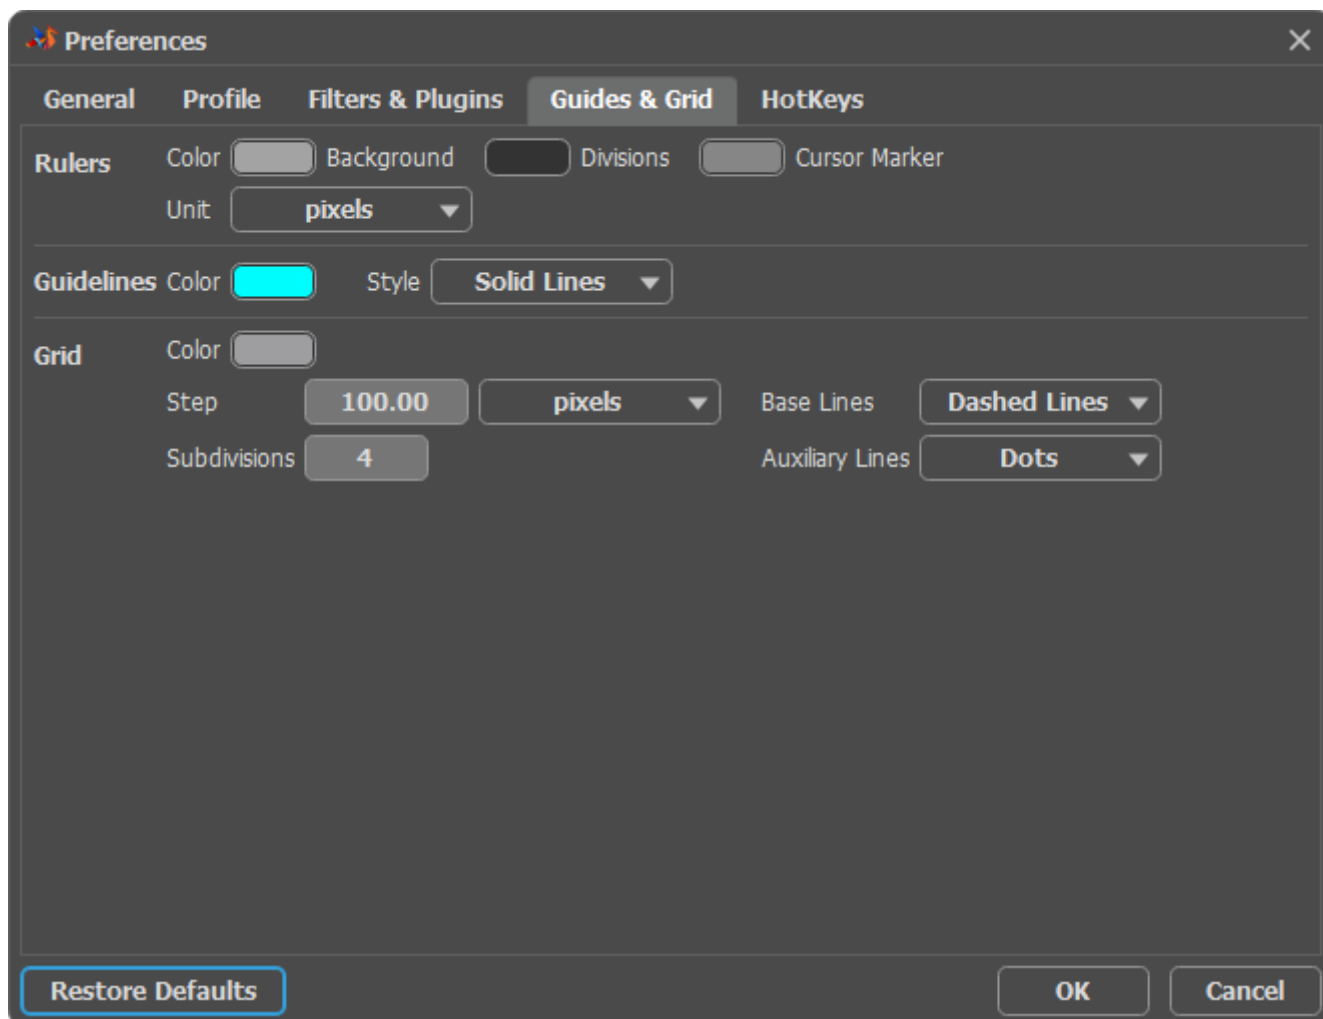 Preferences
General Profile Filters & Plugins Guides & Grid HotKeys
Rulers Color Background Divisions Cursor Marker
Unit pixels
Guidelines Color Style Solid Lines
Grid Color
Step 100.00 pixels Base Lines Dashed Lines
Subdivisions 4 Auxiliary Lines Dots
Restore Defaults OK Cancel